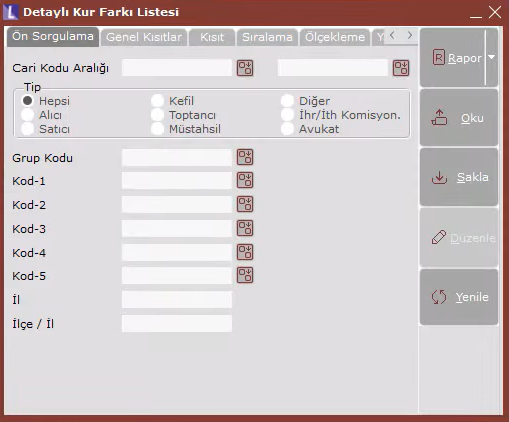 Detaylı Kur Farkı Listesi
Ön Sorgulama Genel Kısıtlar Kısıt Sıralama Ölçekleme
Cari Kodu Aralığı
Tip
Hepsi Kefil Diğer
Alıcı Toptancı İhr/İth Komisyon.
Satıcı Müstahsil Avukat
Grup Kodu
Kod-1
Kod-2
Kod-3
Kod-4
Kod-5
İl
İlçe / İl
Rapor
Oku
Sakla
Düzenle
Yenile